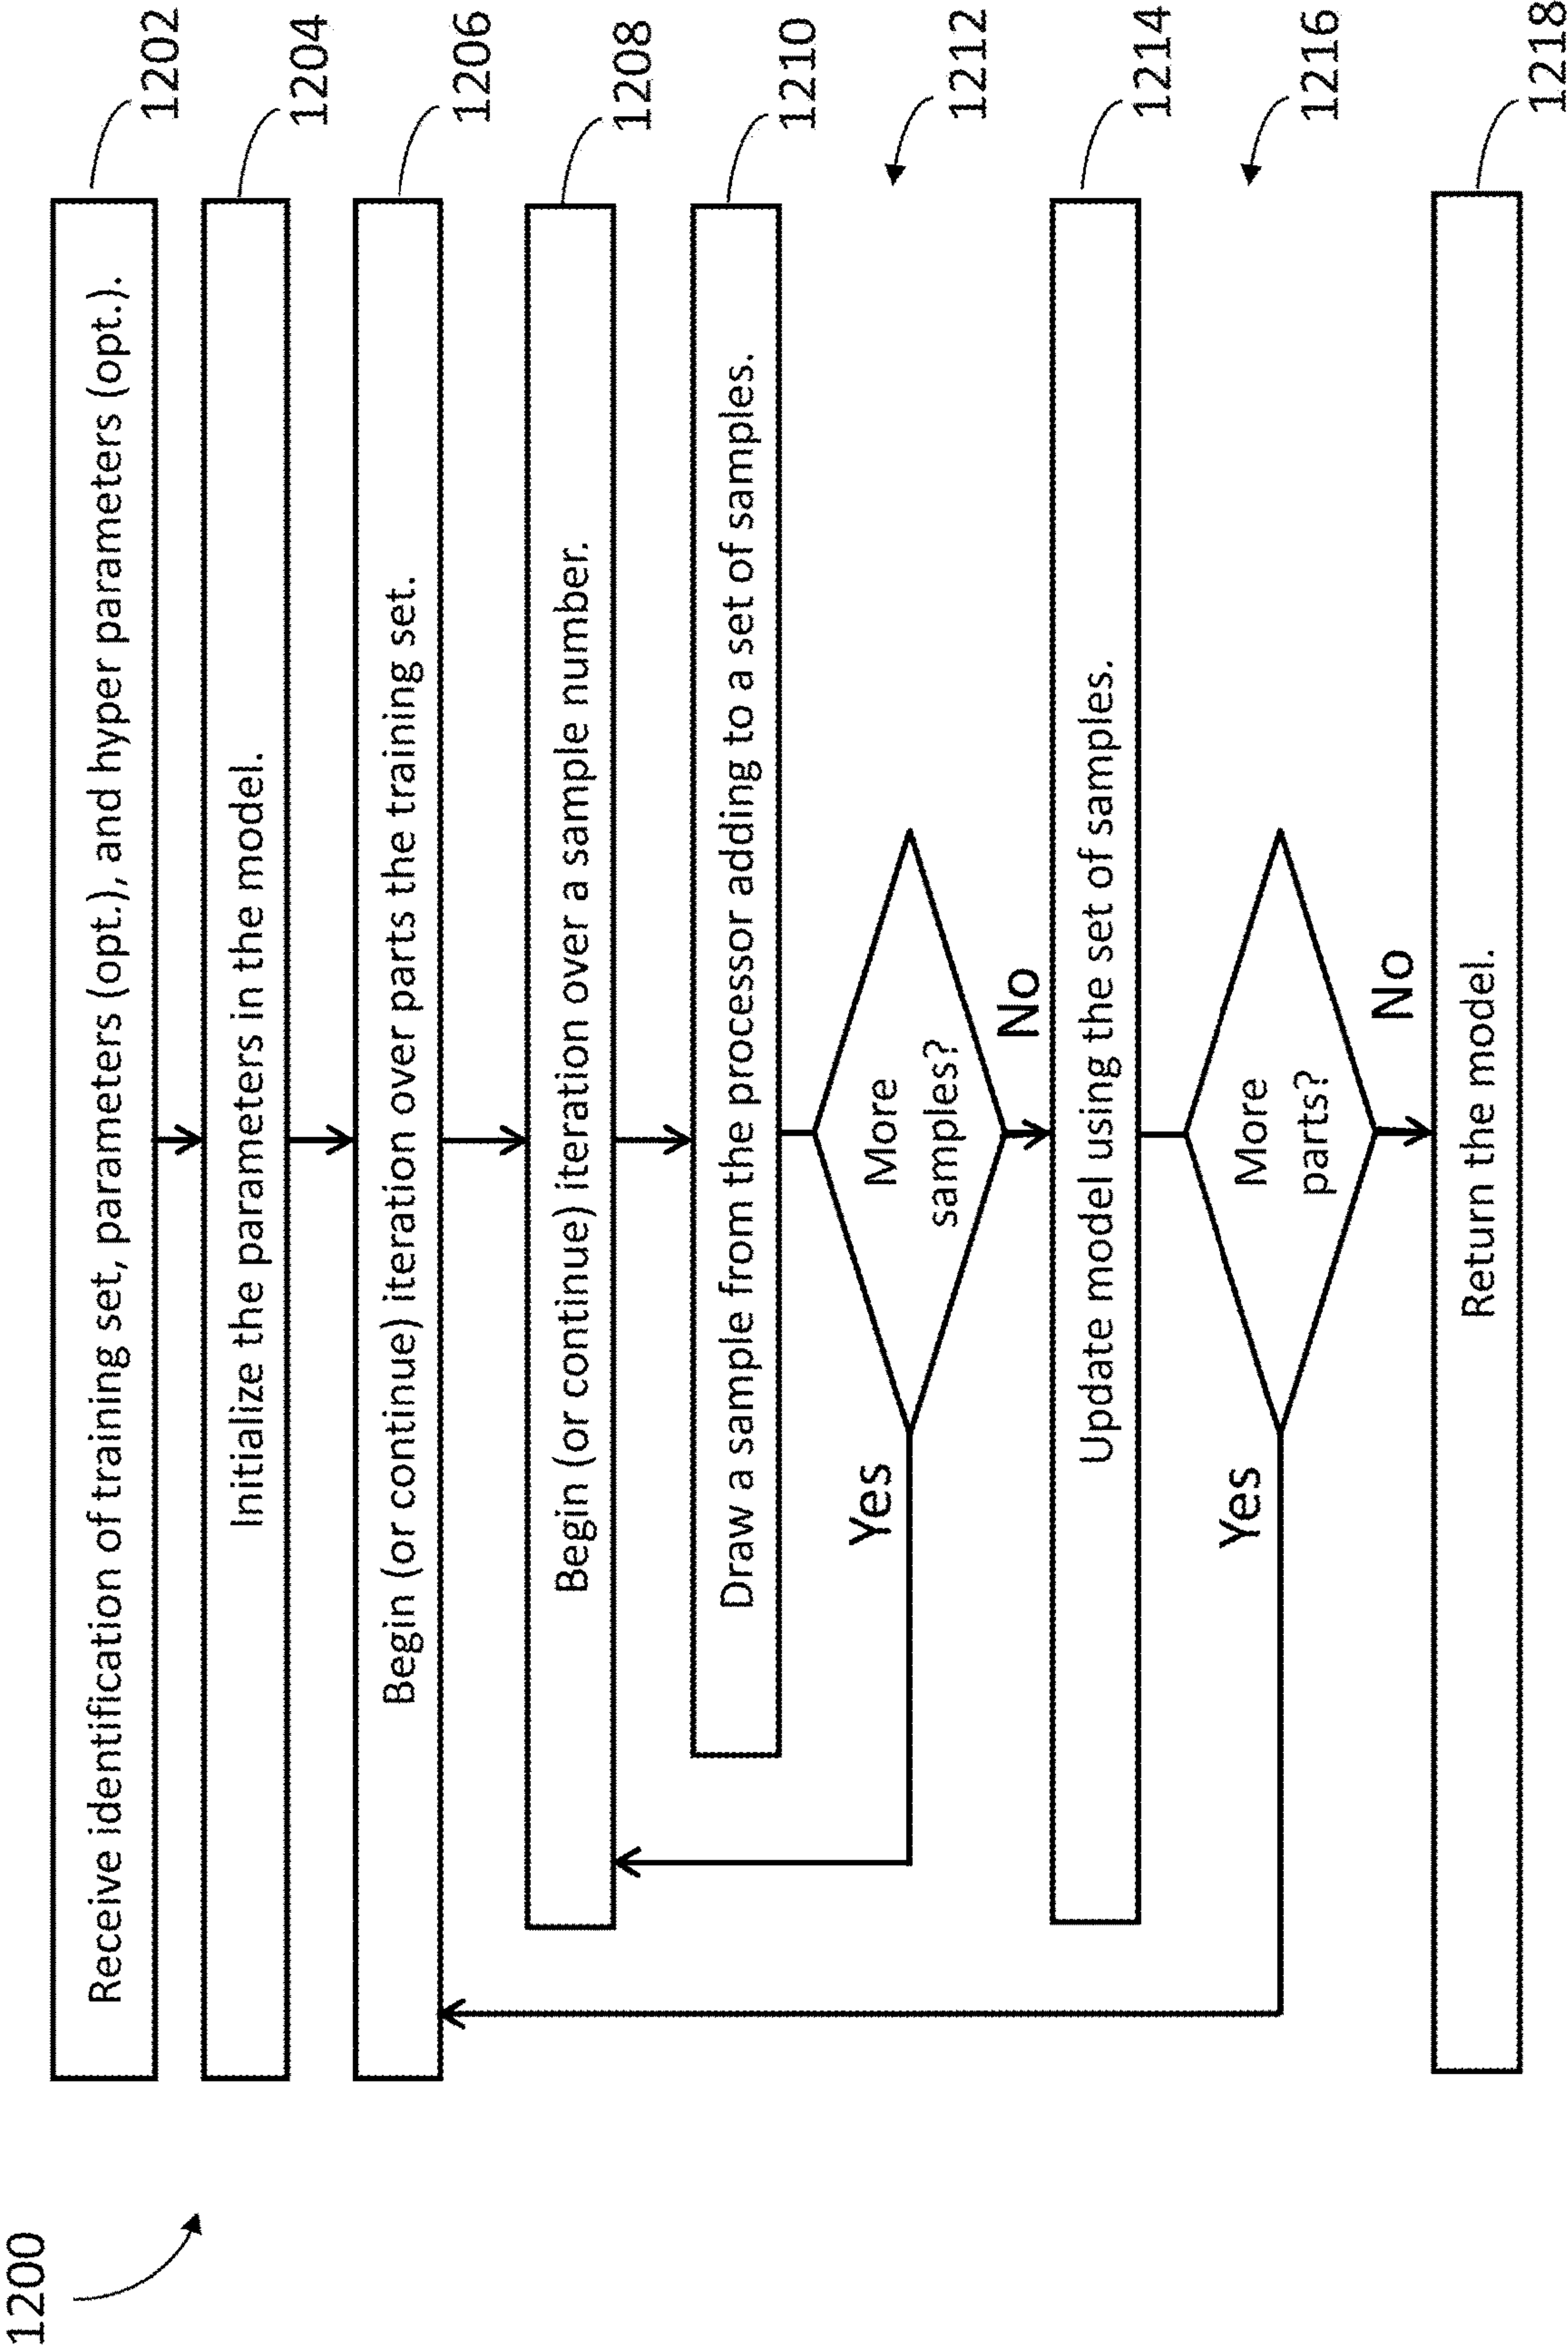 1200
Receive identification of training set, parameters (opt.), and hyper parameters (opt.).
1202
Initialize the parameters in the model.
1204
Begin (or continue) iteration over parts the training set.
1206
Begin (or continue) iteration over a sample number.
1208
Draw a sample from the processor adding to a set of samples.
1210
More
samples?
1212
Yes
No
Update model using the set of samples.
1214
More
parts?
1216
Yes
No
Return the model.
1218